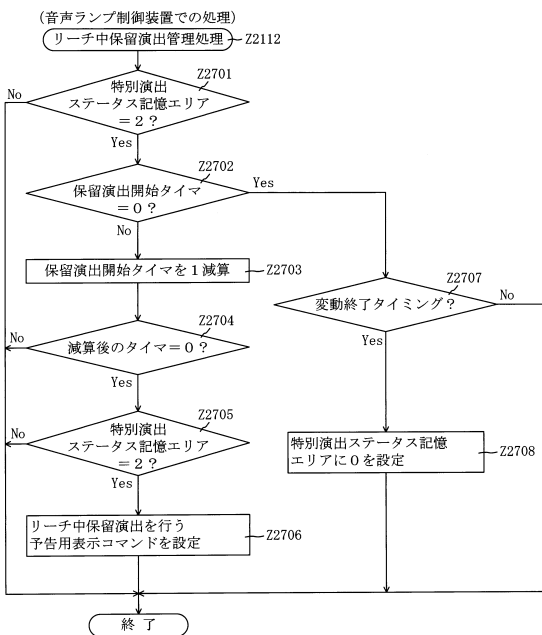 (音声ランプ制御装置での処理)
リーチ中保留演出管理処理
Z2112
Z2701
特別演出
ステータス記憶エリア
=2?
No
Yes
Z2702
保留演出開始タイマ
=0?
Yes
No
保留演出開始タイマを1減算
Z2703
Z2707
変動終了タイミング?
No
Yes
Z2704
減算後のタイマ=0?
No
Yes
Z2705
特別演出
ステータス記憶エリア
=2?
No
Yes
特別演出ステータス記憶
エリアに0を設定
Z2708
リーチ中保留演出を行う
予告用表示コマンドを設定
Z2706
終了